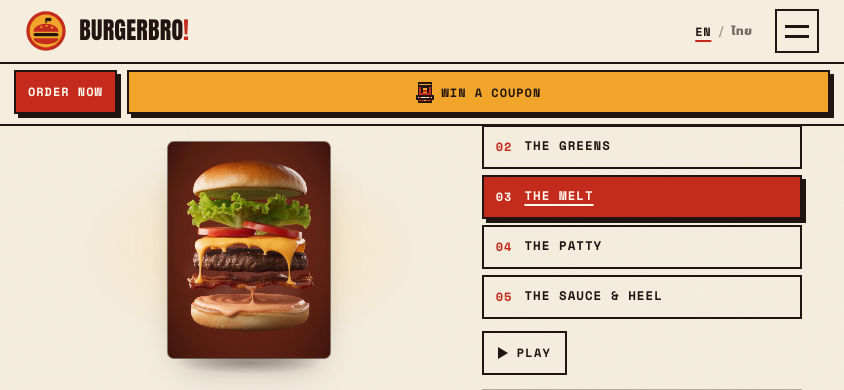 BURGERBRO!
EN / ไทย
ORDER NOW
WIN A COUPON
02 THE GREENS
03 THE MELT
04 THE PATTY
05 THE SAUCE & HEEL
PLAY